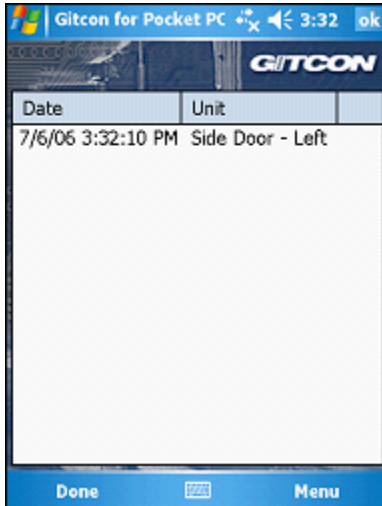 Gitcon for Pocket PC 3:32 ok
GITCON
Date Unit
7/6/06 3:32:10 PM Side Door - Left
Done Menu